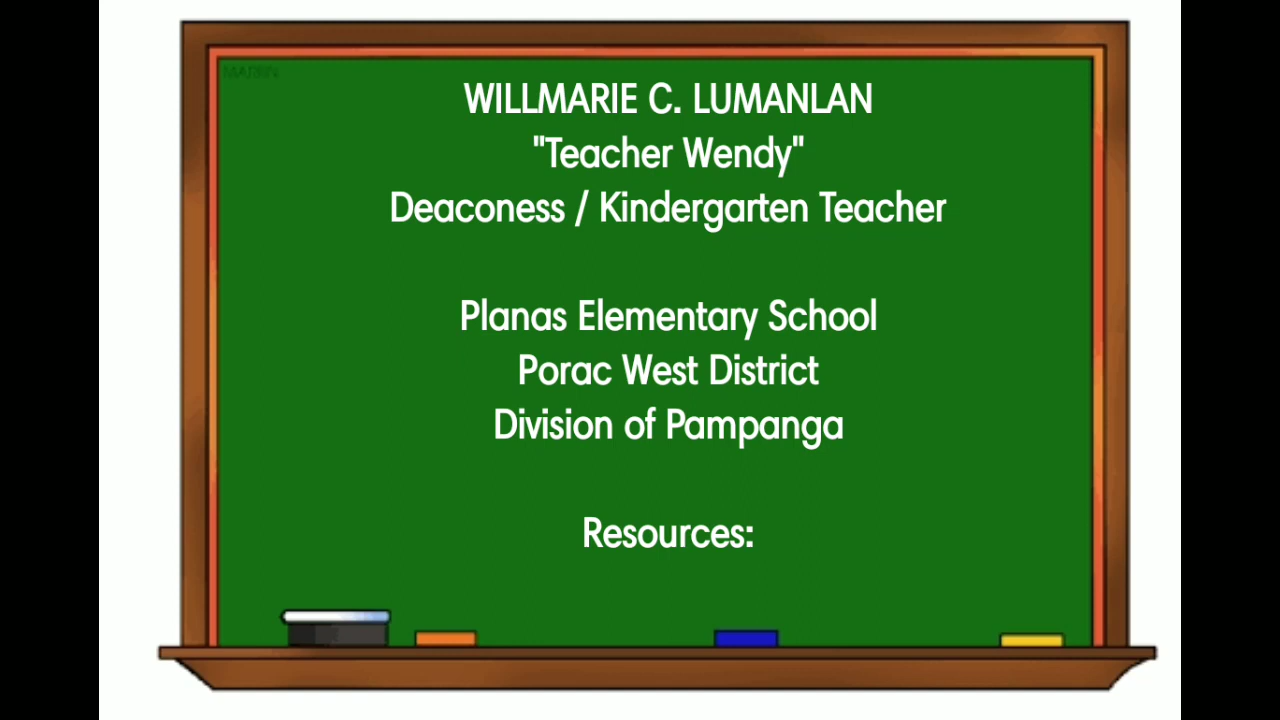 WILLMARIE C. LUMANLAN
"Teacher Wendy"
Deaconess / Kindergarten Teacher
Planas Elementary School
Porac West District
Division of Pampanga
Resources: